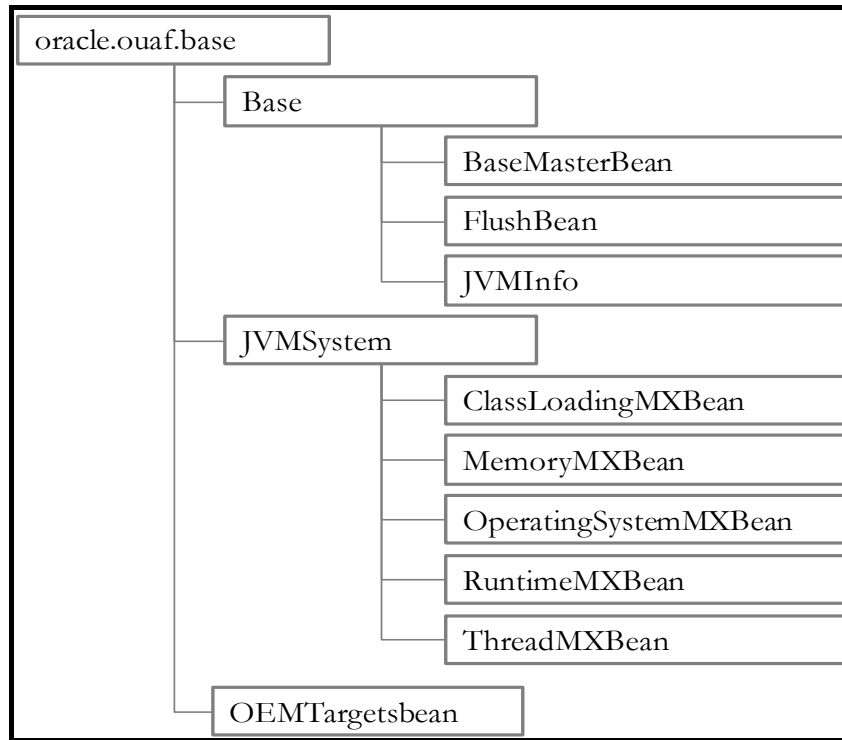 oracle.ouaf.base
Base
BaseMasterBean
FlushBean
JVMInfo
JVMSystem
ClassLoadingMXBean
MemoryMXBean
OperatingSystemMXBean
RuntimeMXBean
ThreadMXBean
OEMTargetsbean